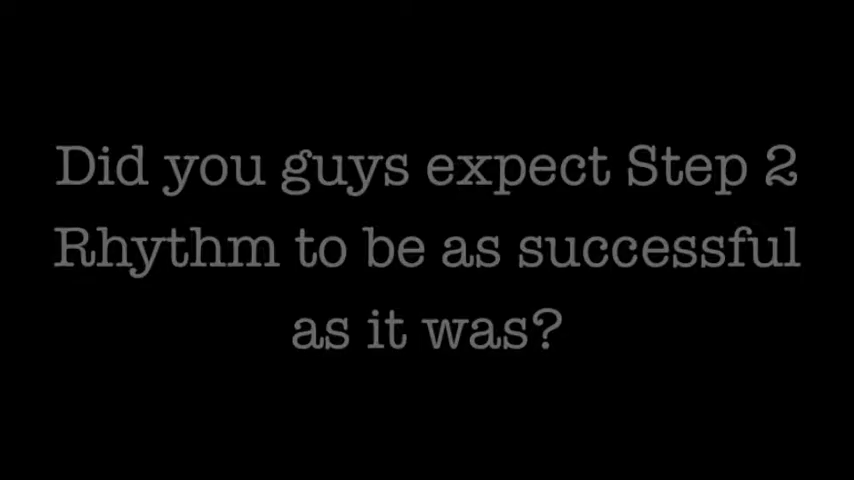 Did you guys expect Step 2
Rhythm to be as successful
as it was?